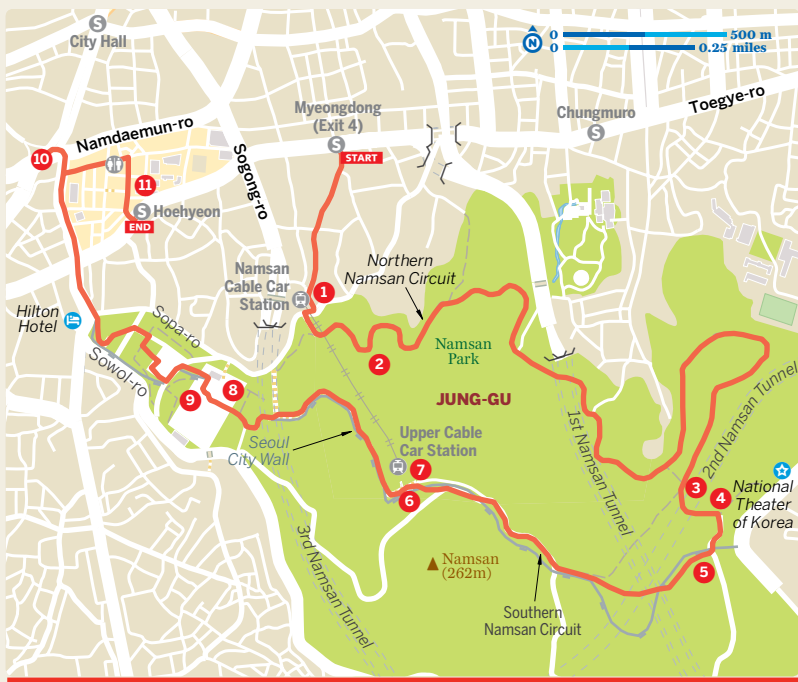 S
City Hall
N
0
500 m
0
0.25 miles
Myeongdong
(Exit 4)
S
START
Chungmuro
S
Toegye-ro
Namdaemun-ro
Sogong-ro
10
11
S
Hoehyeon
END
Namsan
Cable Car
Station
1
Northern
Namsan Circuit
Hilton
Hotel
Sopa-ro
Sowol-ro
2
Namsan
Park
8
9
JUNG-GU
Seoul
City Wall
Upper Cable
Car Station
7
6
1st Namsan Tunnel
2nd Namsan Tunnel
3
4
National
Theater
of Korea
5
3rd Namsan Tunnel
Namsan
(262m)
Southern
Namsan Circuit